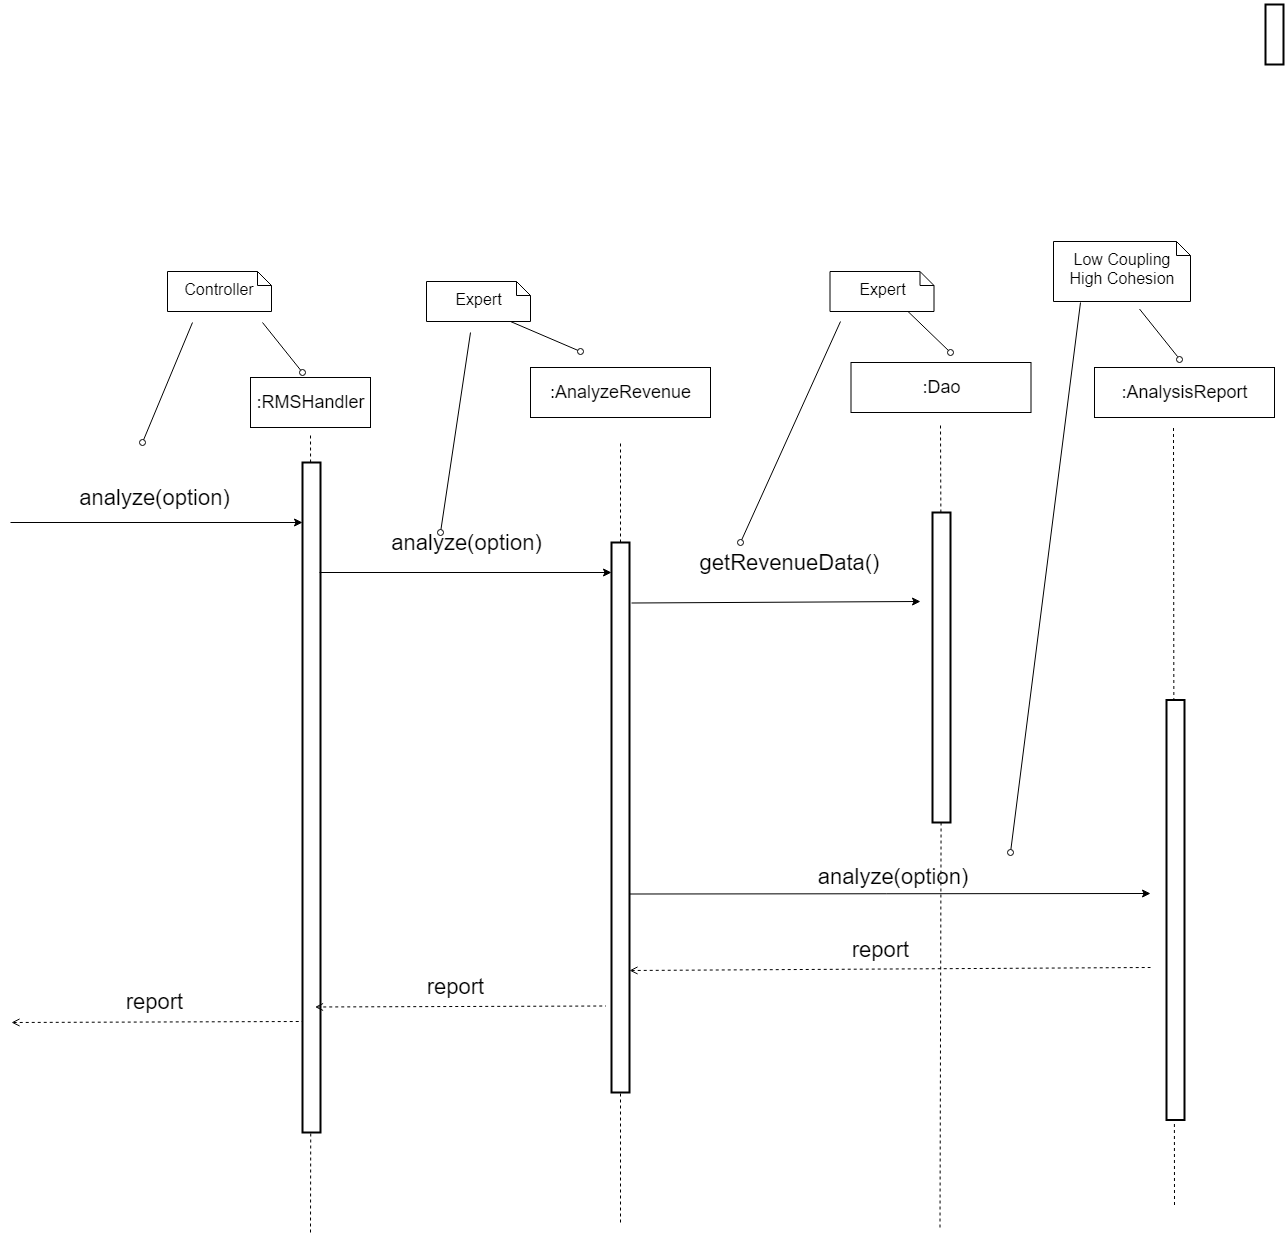 Controller
Expert
Expert
Low Coupling
High Cohesion
:RMSHandler
:AnalyzeRevenue
:Dao
:AnalysisReport
analyze(option)
analyze(option)
getRevenueData()
analyze(option)
report
report
report